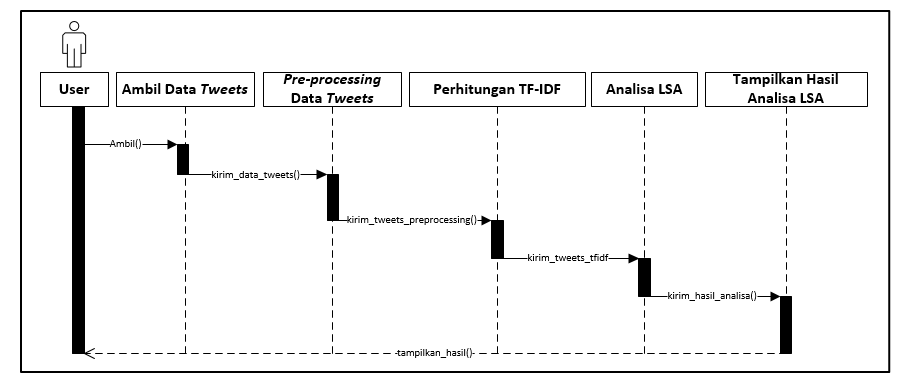 User
Ambil Data Tweets
Pre-processing
Data Tweets
Perhitungan TF-IDF
Analisa LSA
Tampilkan Hasil
Analisa LSA
Ambil()
kirim_data_tweets()
kirim_tweets_preprocessing()
kirim_tweets_tfidf
kirim_hasil_analisa()
tampilkan_hasil()